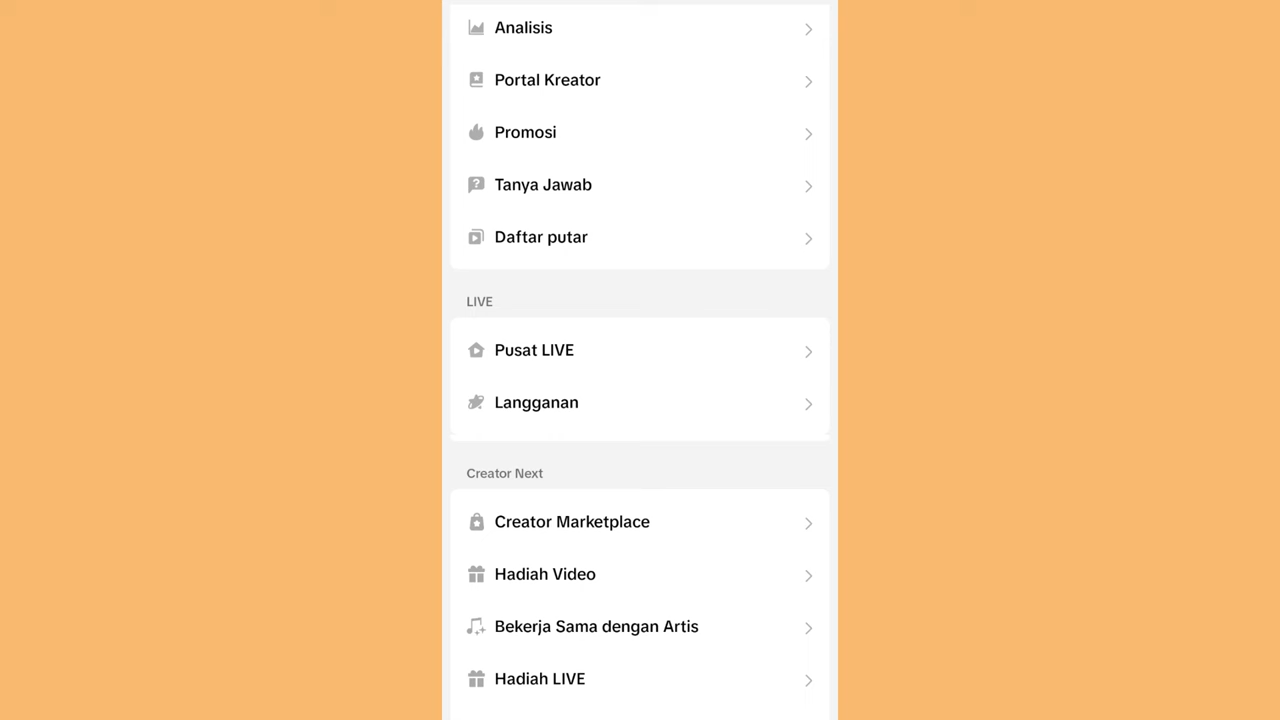 Analisis
Portal Kreator
Promosi
Tanya Jawab
Daftar putar
LIVE
Pusat LIVE
Langganan
Creator Next
Creator Marketplace
Hadiah Video
Bekerja Sama dengan Artis
Hadiah LIVE